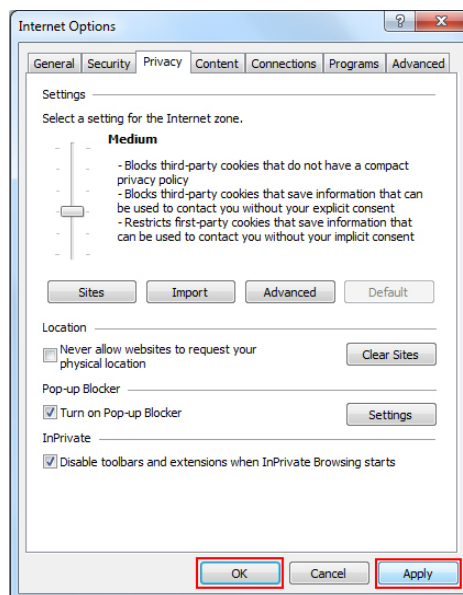 Internet Options
General Security Privacy Content Connections Programs Advanced
Settings
Select a setting for the Internet zone.
Medium
- Blocks third-party cookies that do not have a compact
privacy policy
- Blocks third-party cookies that save information that can
be used to contact you without your explicit consent
- Restricts first-party cookies that save information that
can be used to contact you without your implicit consent
Sites Import Advanced Default
Location
Never allow websites to request your
physical location
Clear Sites
Pop-up Blocker
Turn on Pop-up Blocker
Settings
InPrivate
Disable toolbars and extensions when InPrivate Browsing starts
OK Cancel Apply